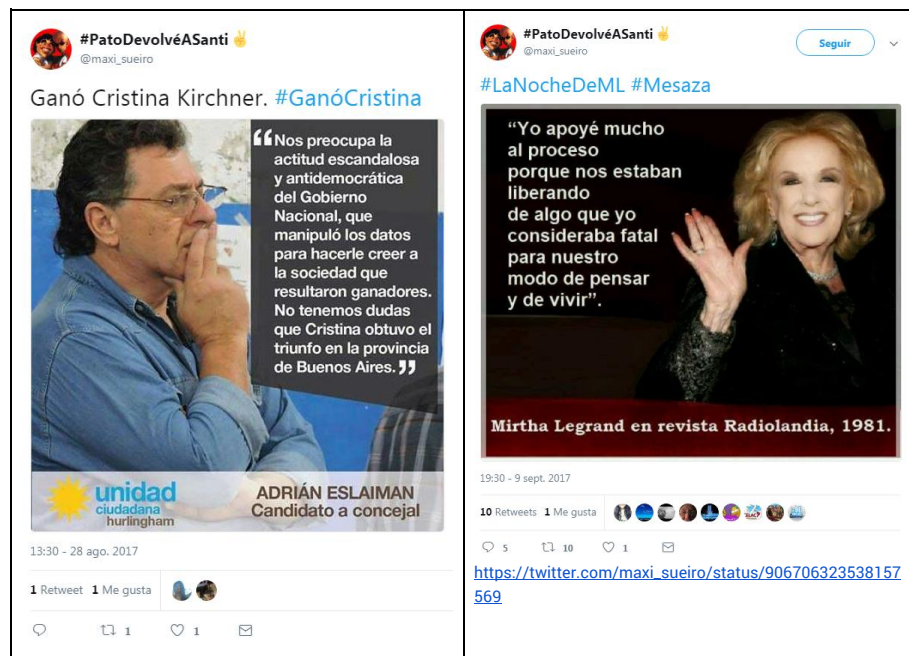 #PatoDevolvéASanti ✌
@maxi_sueiro
Ganó Cristina Kirchner. #GanóCristina
“Nos preocupa la
actitud escandalosa
y antidemocrática
del Gobierno
Nacional, que
manipuló los datos
para hacerle creer a
la sociedad que
resultaron ganadores.
No tenemos dudas
que Cristina obtuvo el
triunfo en la provincia
de Buenos Aires.”
unidad
ciudadana
hurlingham
ADRIÁN ESLAIMAN
Candidato a concejal
13:30 - 28 ago. 2017
1 Retweet 1 Me gusta
1 1
#PatoDevolvéASanti ✌
@maxi_sueiro
Seguir
#LaNocheDeML #Mesaza
“Yo apoyé mucho
al proceso
porque nos estaban
liberando
de algo que yo
consideraba fatal
para nuestro
modo de pensar
y de vivir”.
Mirtha Legrand en revista Radiolandia, 1981.
19:30 - 9 sept. 2017
10 Retweets 1 Me gusta
5 10 1
https://twitter.com/maxi_sueiro/status/906706323538157
569